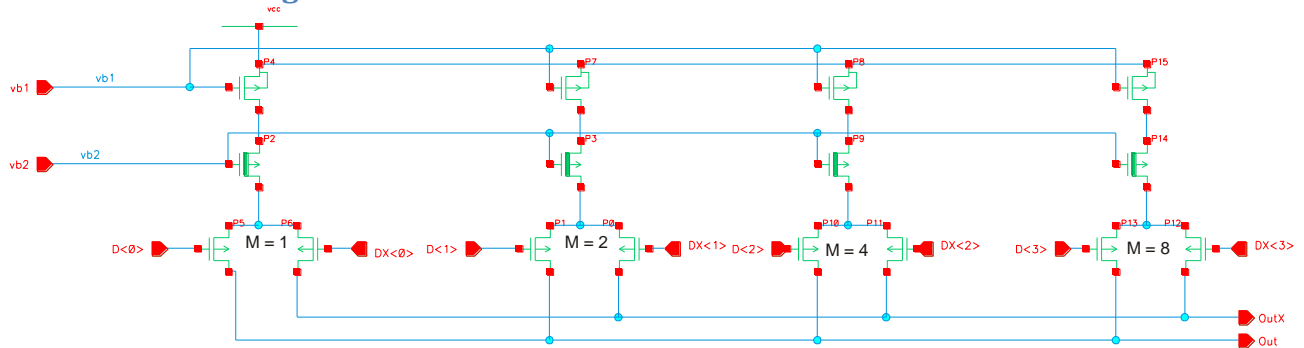 vcc
P4
P7
P8
P15
vb1
vb1
P2
P3
P9
P14
vb2
vb2
P5
P6
P1
P0
P10
P11
P13
P12
D<0>
M = 1
DX<0>
D<1>
M = 2
DX<1>
D<2>
M = 4
DX<2>
D<3>
M = 8
DX<3>
OutX
Out